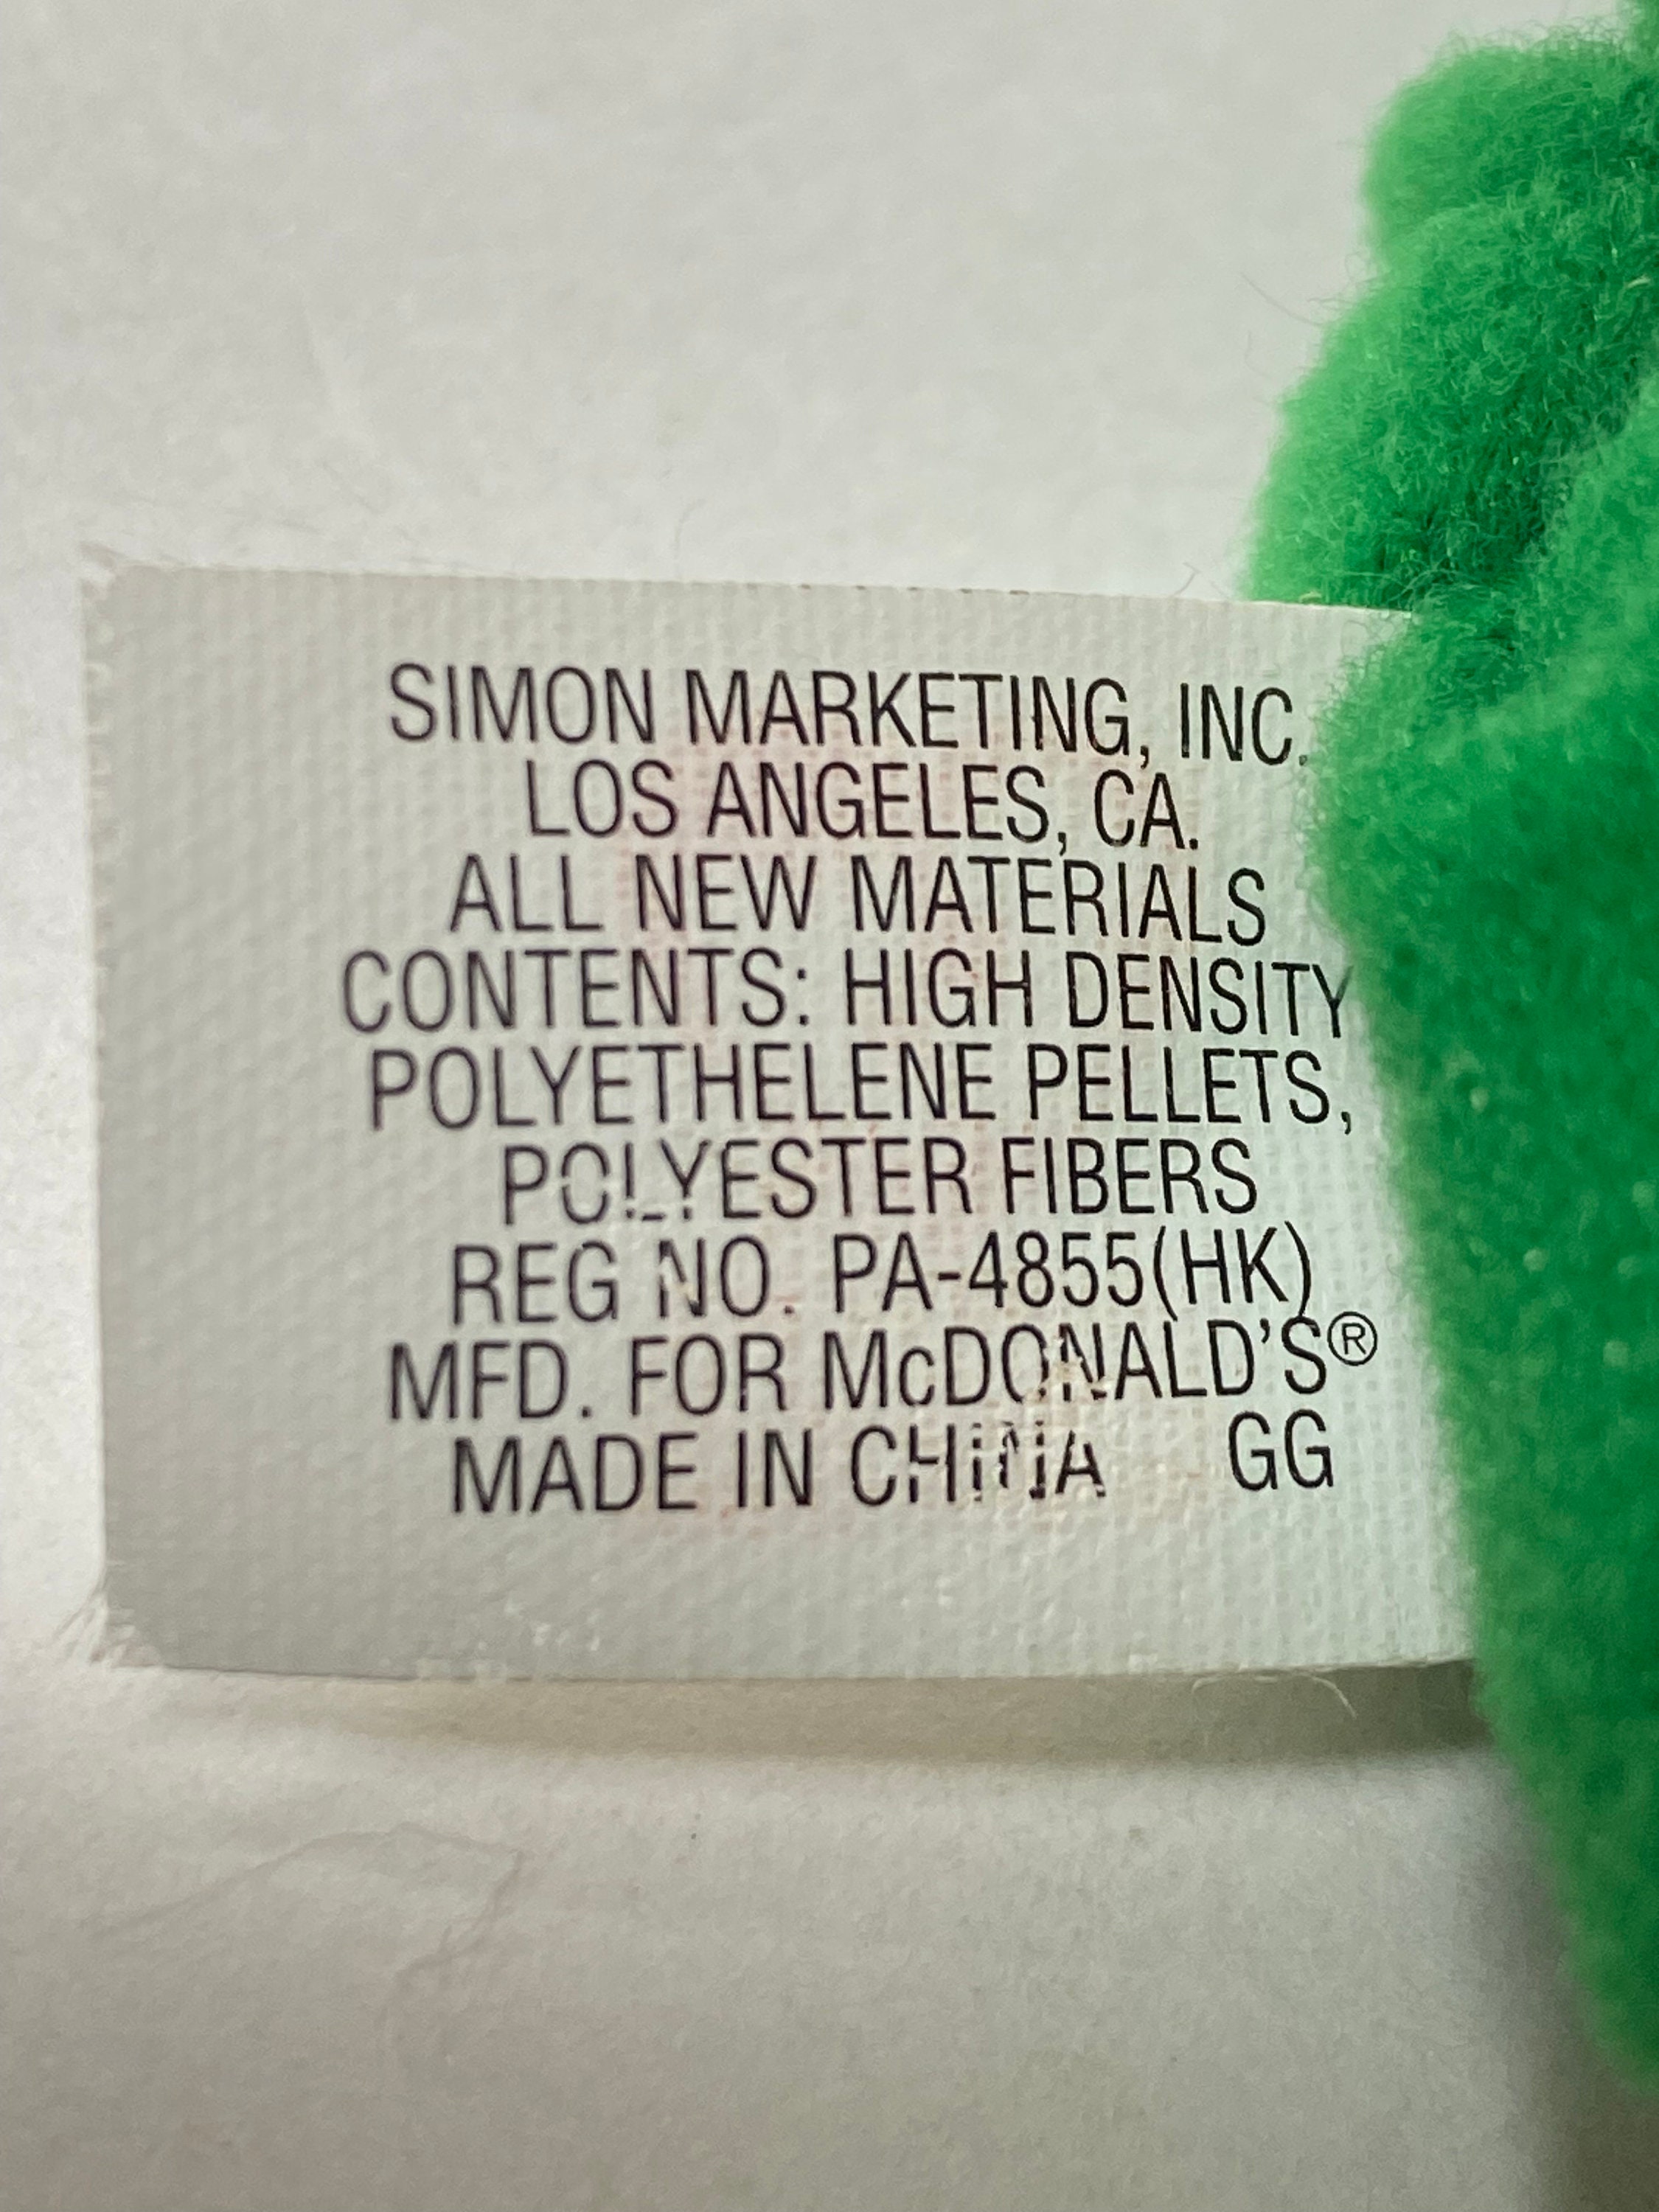 SIMON MARKETING, INC.
LOS ANGELES, CA.
ALL NEW MATERIALS
CONTENTS: HIGH DENSITY
POLYETHELENE PELLETS,
POLYESTER FIBERS
REG NO. PA-4855(HK)
MFD. FOR McDONALD'S®
MADE IN CHINA GG